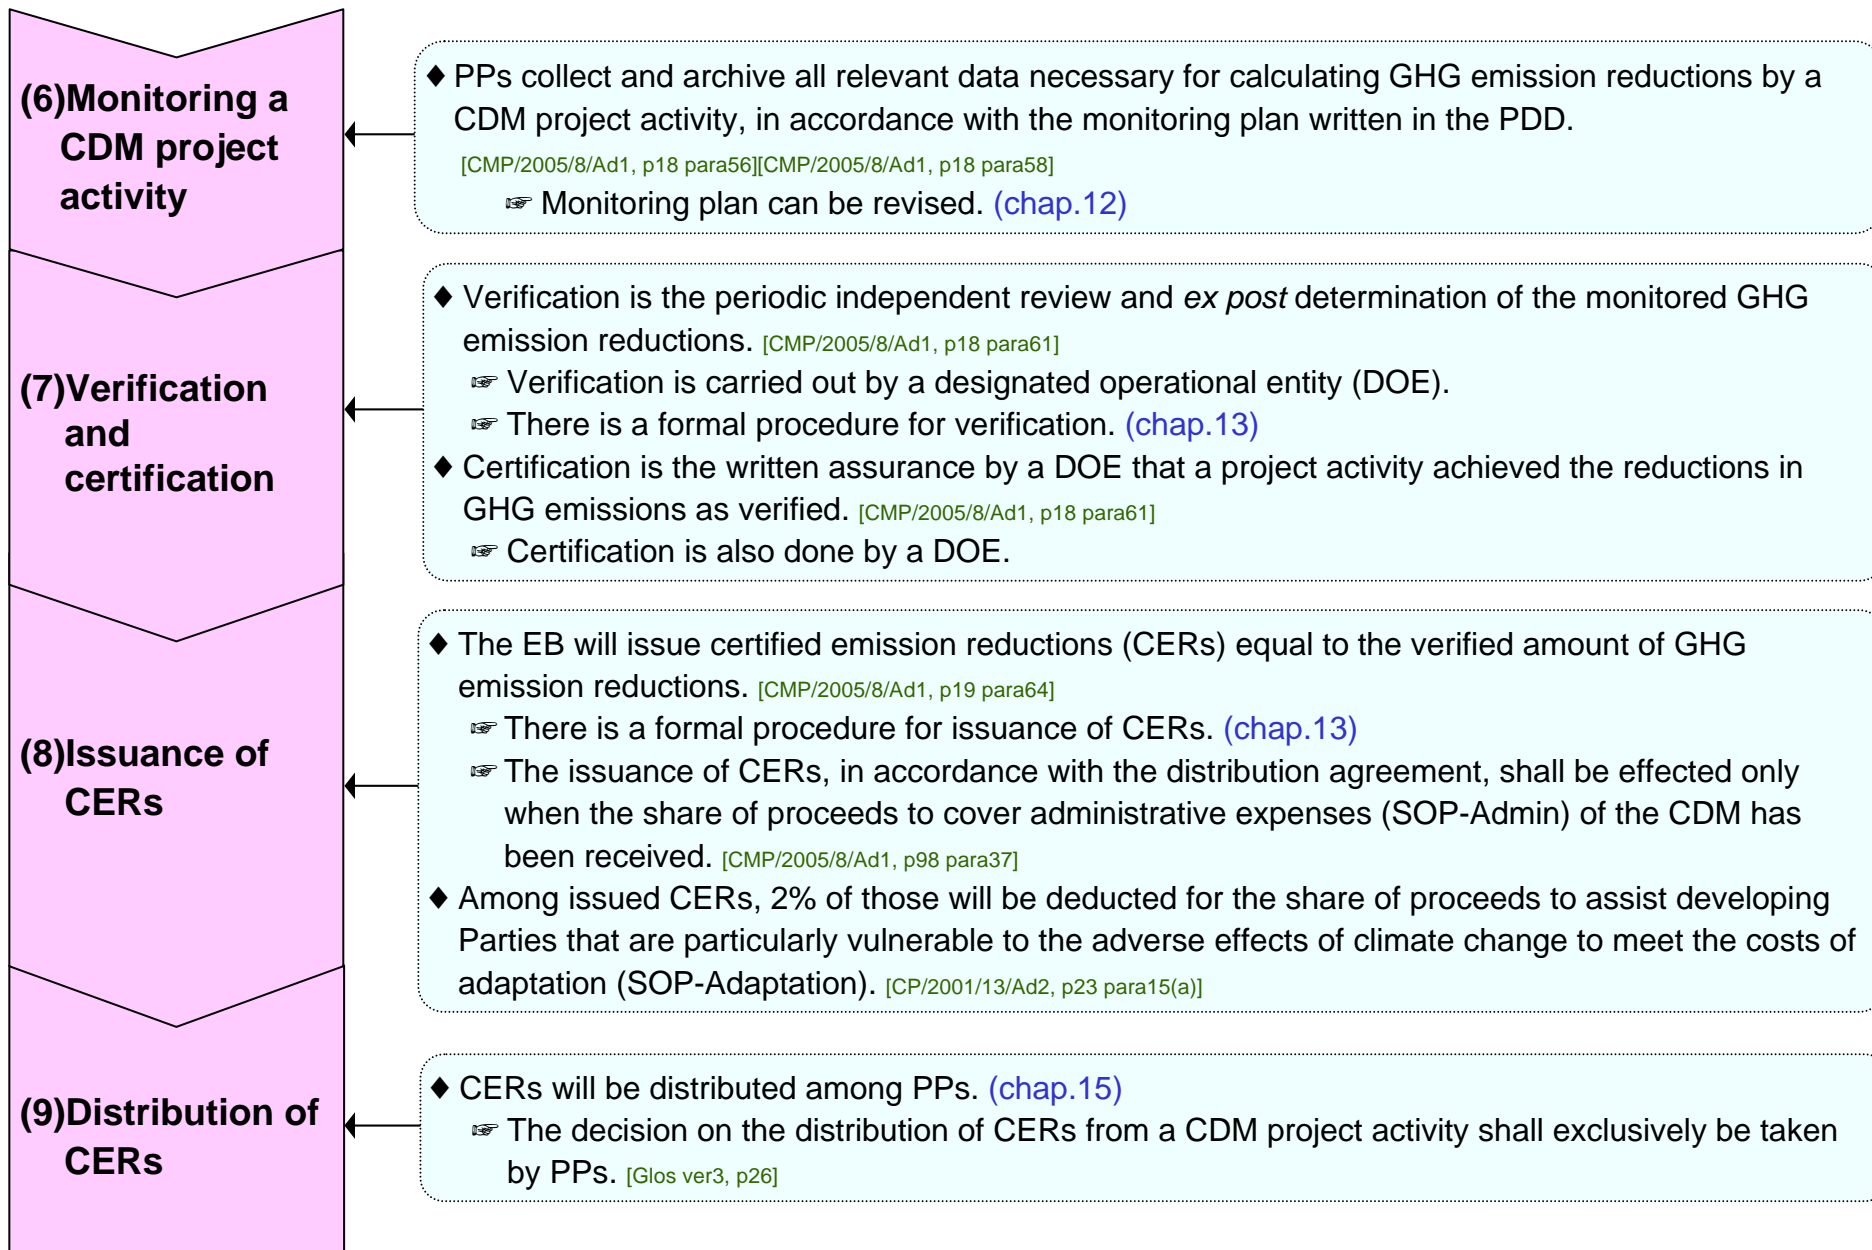 (6)Monitoring a
CDM project
activity
♦ PPs collect and archive all relevant data necessary for calculating GHG emission reductions by a
CDM project activity, in accordance with the monitoring plan written in the PDD.
[CMP/2005/8/Ad1, p18 para56][CMP/2005/8/Ad1, p18 para58]
☞ Monitoring plan can be revised. (chap.12)
(7)Verification
and
certification
♦ Verification is the periodic independent review and ex post determination of the monitored GHG
emission reductions. [CMP/2005/8/Ad1, p18 para61]
☞ Verification is carried out by a designated operational entity (DOE).
☞ There is a formal procedure for verification. (chap.13)
♦ Certification is the written assurance by a DOE that a project activity achieved the reductions in
GHG emissions as verified. [CMP/2005/8/Ad1, p18 para61]
☞ Certification is also done by a DOE.
(8)Issuance of
CERs
♦ The EB will issue certified emission reductions (CERs) equal to the verified amount of GHG
emission reductions. [CMP/2005/8/Ad1, p19 para64]
☞ There is a formal procedure for issuance of CERs. (chap.13)
☞ The issuance of CERs, in accordance with the distribution agreement, shall be effected only
when the share of proceeds to cover administrative expenses (SOP-Admin) of the CDM has
been received. [CMP/2005/8/Ad1, p98 para37]
♦ Among issued CERs, 2% of those will be deducted for the share of proceeds to assist developing
Parties that are particularly vulnerable to the adverse effects of climate change to meet the costs of
adaptation (SOP-Adaptation). [CP/2001/13/Ad2, p23 para15(a)]
(9)Distribution of
CERs
♦ CERs will be distributed among PPs. (chap.15)
☞ The decision on the distribution of CERs from a CDM project activity shall exclusively be taken
by PPs. [Glos ver3, p26]